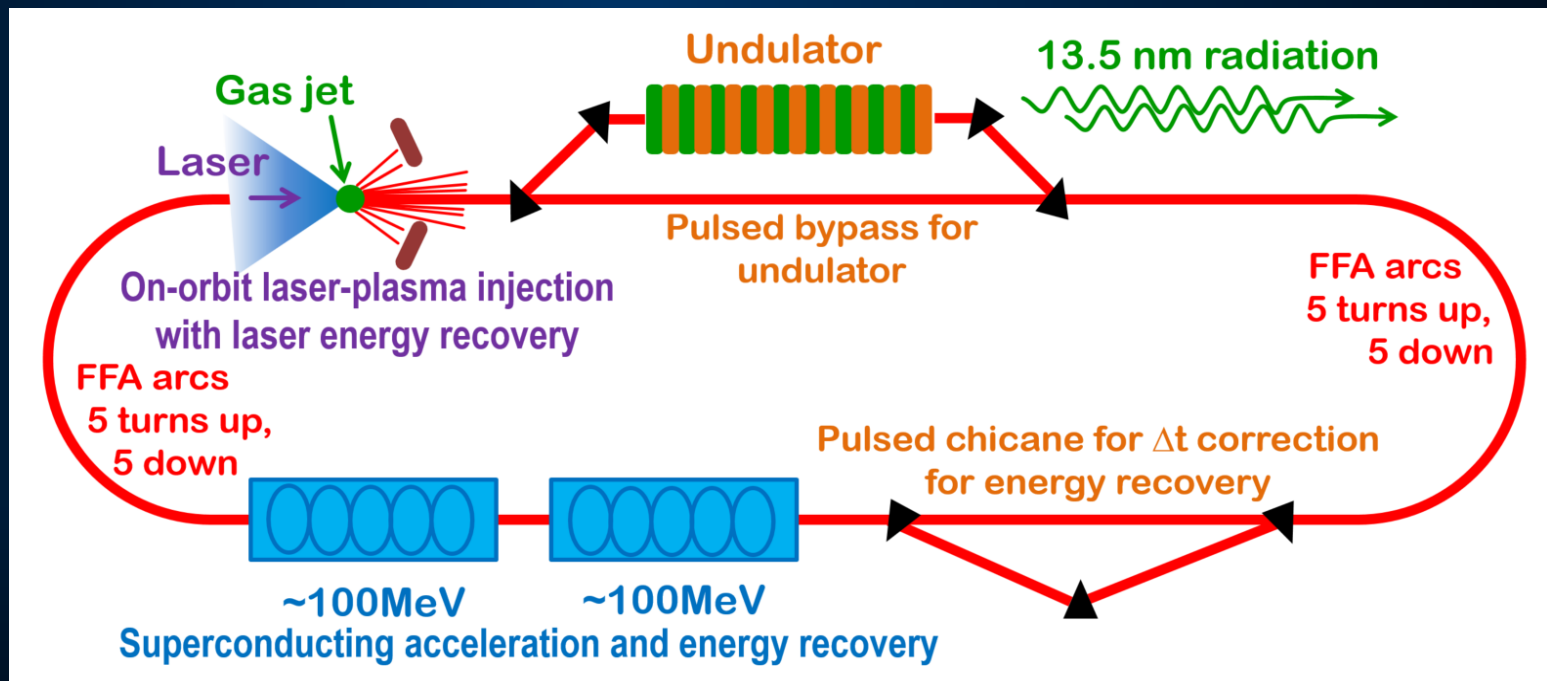 Undulator
13.5 nm radiation
Gas jet
Laser
Pulsed bypass for
undulator
On-orbit laser-plasma injection
with laser energy recovery
FFA arcs
5 turns up,
5 down
FFA arcs
5 turns up,
5 down
Pulsed chicane for Δt correction
for energy recovery
~100MeV
~100MeV
Superconducting acceleration and energy recovery